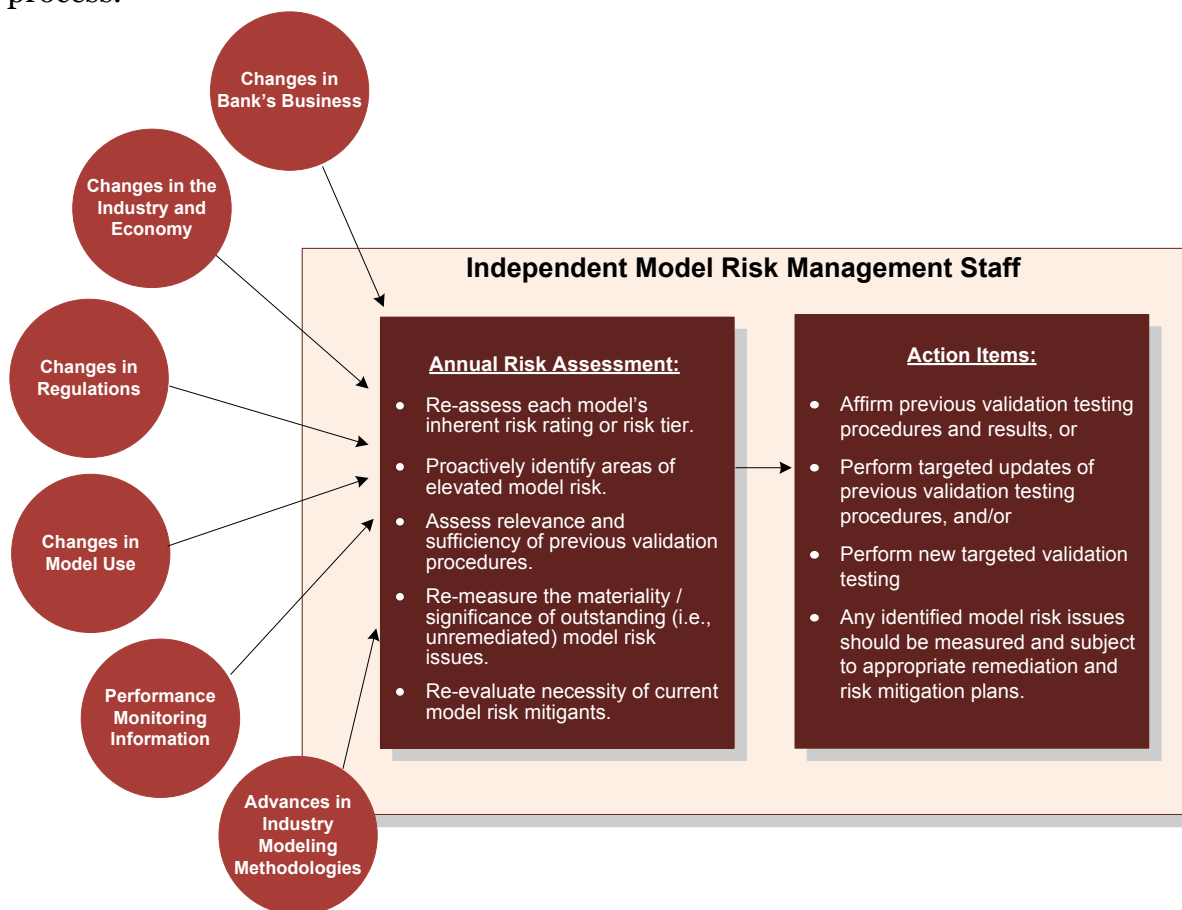 process.
Changes in
Bank's Business
Changes in the
Industry and
Economy
Changes in
Regulations
Changes in
Model Use
Performance
Monitoring
Information
Advances in
Industry
Modeling
Methodologies
Independent Model Risk Management Staff
Annual Risk Assessment:
• Re-assess each model's
inherent risk rating or risk tier.
• Proactively identify areas of
elevated model risk.
• Assess relevance and
sufficiency of previous validation
procedures.
• Re-measure the materiality /
significance of outstanding (i.e.,
unremediated) model risk
issues.
• Re-evaluate necessity of current
model risk mitigants.
Action Items:
• Affirm previous validation testing
procedures and results, or
• Perform targeted updates of
previous validation testing
procedures, and/or
• Perform new targeted validation
testing
• Any identified model risk issues
should be measured and subject
to appropriate remediation and
risk mitigation plans.